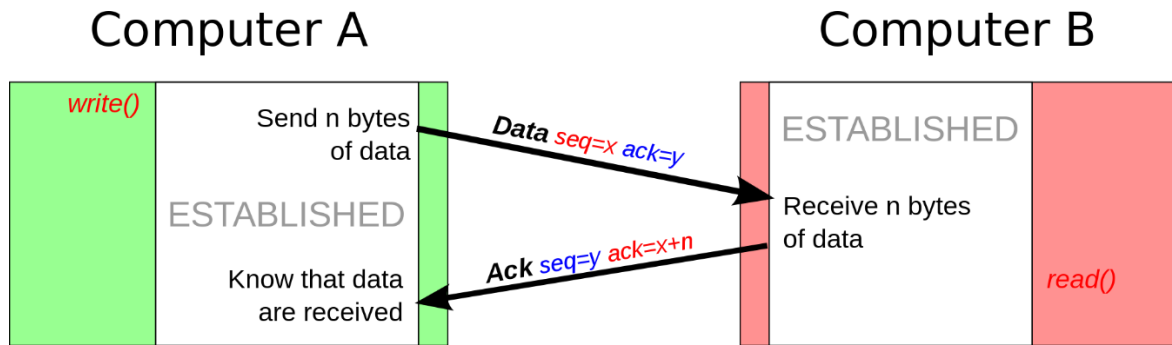 Computer A
Computer B
write()
Send n bytes
of data
ESTABLISHED
Know that data
are received
Data seq=x ack=y
Ack seq=y ack=x+n
ESTABLISHED
Receive n bytes
of data
read()